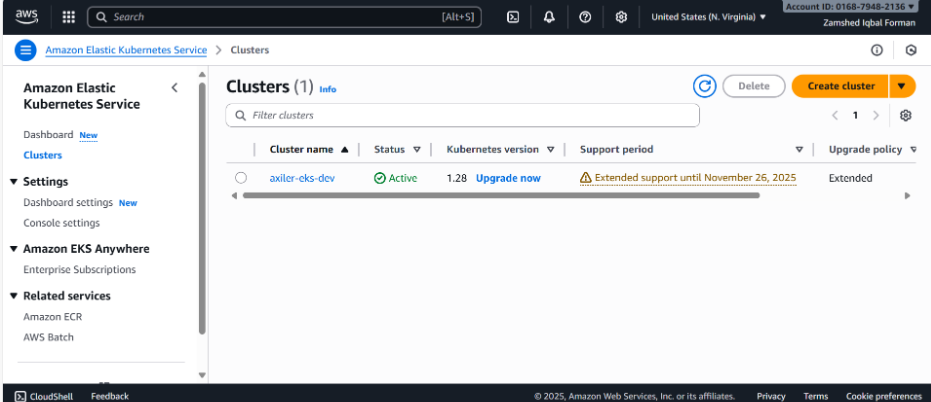 aws
Search
[Alt+S]
United States (N. Virginia)
Account ID: 0168-7948-2136
Zamshed Iqbal Forman
Amazon Elastic Kubernetes Service
Clusters
Amazon Elastic
Kubernetes Service
Dashboard New
Clusters
Settings
Dashboard settings New
Console settings
Amazon EKS Anywhere
Enterprise Subscriptions
Related services
Amazon ECR
AWS Batch
Clusters (1) Info
Delete
Create cluster
Filter clusters
1
Cluster name
Status
Kubernetes version
Support period
Upgrade policy
axiler-eks-dev
Active
1.28 Upgrade now
Extended support until November 26, 2025
Extended
CloudShell
Feedback
© 2025, Amazon Web Services, Inc. or its affiliates.
Privacy
Terms
Cookie preferences